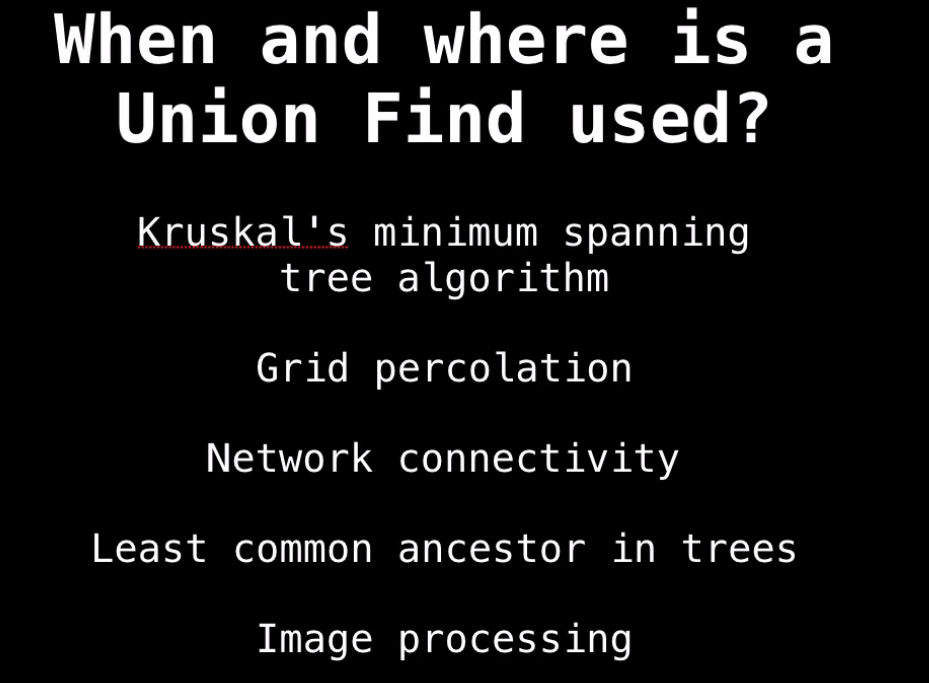 When and where is a
Union Find used?
Kruskal's minimum spanning
tree algorithm
Grid percolation
Network connectivity
Least common ancestor in trees
Image processing